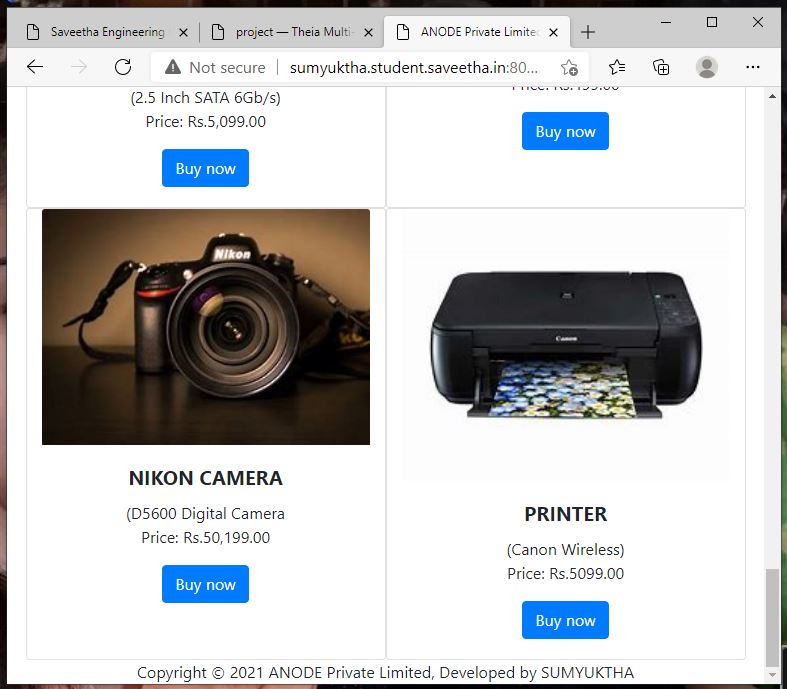 Saveetha Engineering
project — Theia Multi-
ANODE Private Limite
Not secure
sumyuktha.student.saveetha.in:80...
(2.5 Inch SATA 6Gb/s)
Price: Rs.5,099.00
Buy now
Buy now
Nikon
NIKON CAMERA
(D5600 Digital Camera
Price: Rs.50,199.00
Buy now
Canon
PRINTER
(Canon Wireless)
Price: Rs.5099.00
Buy now
Copyright © 2021 ANODE Private Limited, Developed by SUMYUKTHA